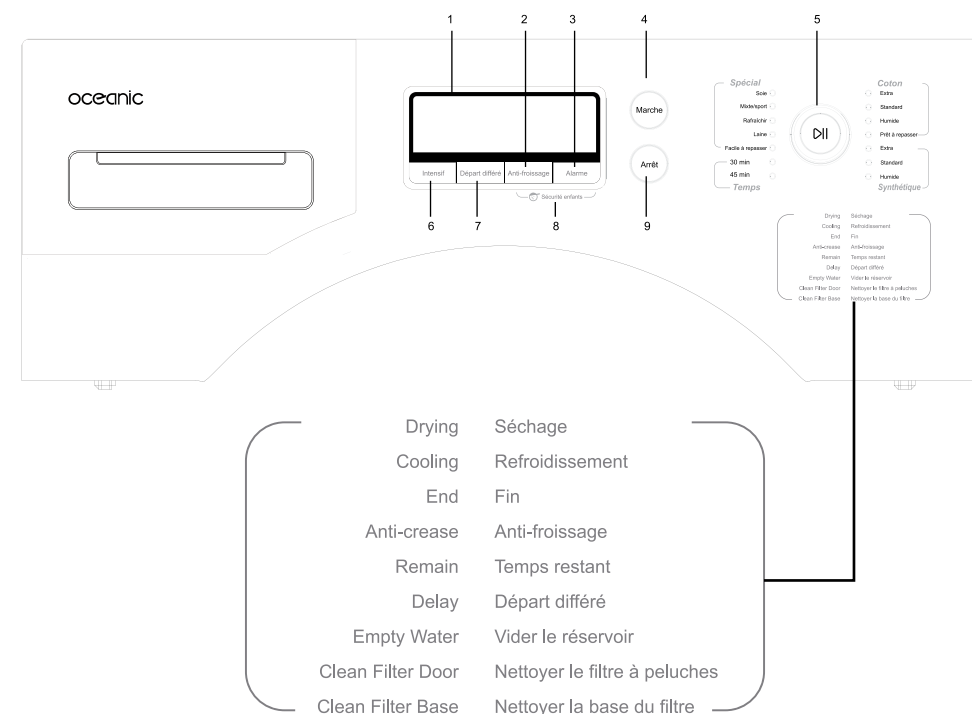 1 2 3 4 5
oceanic
Marche
Arrêt
Intensif Départ différé Anti-froissage Alarme
Sécurité enfants
6 7 8 9
Spécial
Soie
Mixte/sport
Rafraîchir
Laine
Facile à repasser
30 min
45 min
Temps
Coton
Extra
Standard
Humide
Prêt à repasser
Extra
Standard
Humide
Synthétique
Drying Séchage
Cooling Refroidissement
End Fin
Anti-crease Anti-froissage
Remain Temps restant
Delay Départ différé
Empty Water Vider le réservoir
Clean Filter Door Nettoyer le filtre à peluches
Clean Filter Base Nettoyer la base du filtre
Drying Séchage
Cooling Refroidissement
End Fin
Anti-crease Anti-froissage
Remain Temps restant
Delay Départ différé
Empty Water Vider le réservoir
Clean Filter Door Nettoyer le filtre à peluches
Clean Filter Base Nettoyer la base du filtre